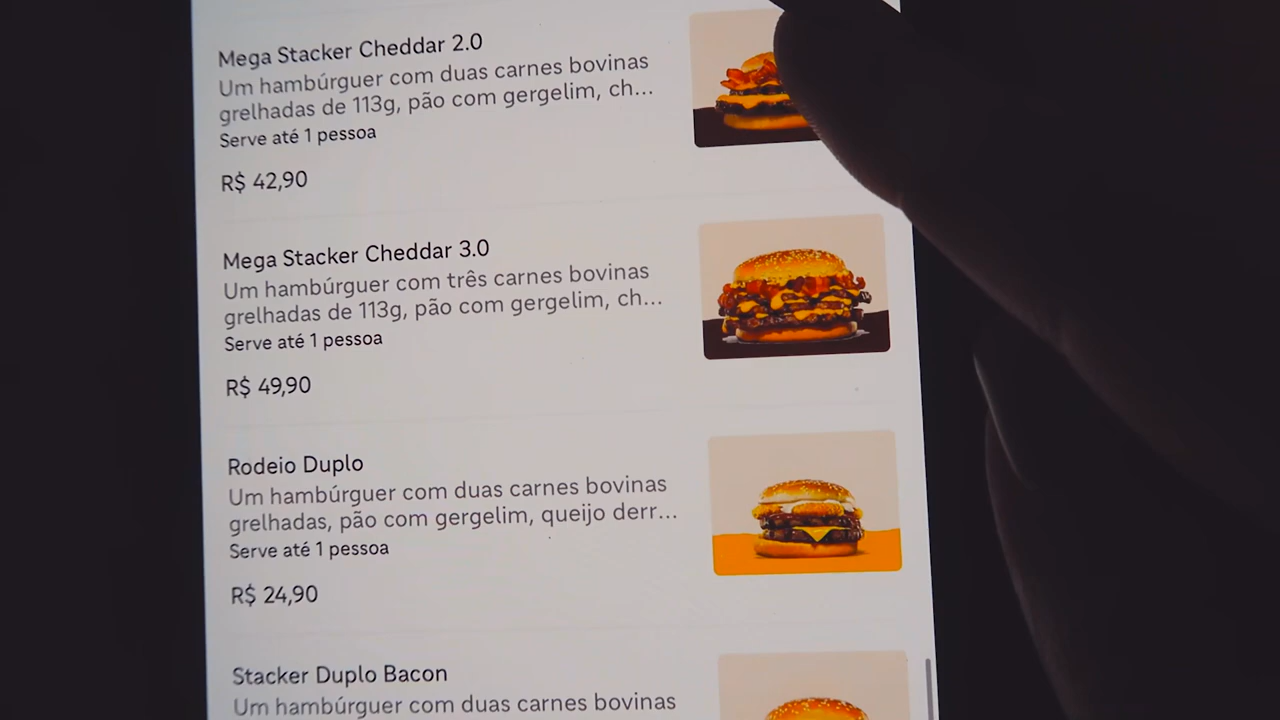 Mega Stacker Cheddar 2.0
Um hambúrguer com duas carnes bovinas
grelhadas de 113g, pão com gergelim, ch...
Serve até 1 pessoa
R$ 42,90
Mega Stacker Cheddar 3.0
Um hambúrguer com três carnes bovinas
grelhadas de 113g, pão com gergelim, ch...
Serve até 1 pessoa
R$ 49,90
Rodeio Duplo
Um hambúrguer com duas carnes bovinas
grelhadas, pão com gergelim, queijo derr...
Serve até 1 pessoa
R$ 24,90
Stacker Duplo Bacon
Um hambúrguer com duas carnes bovinas